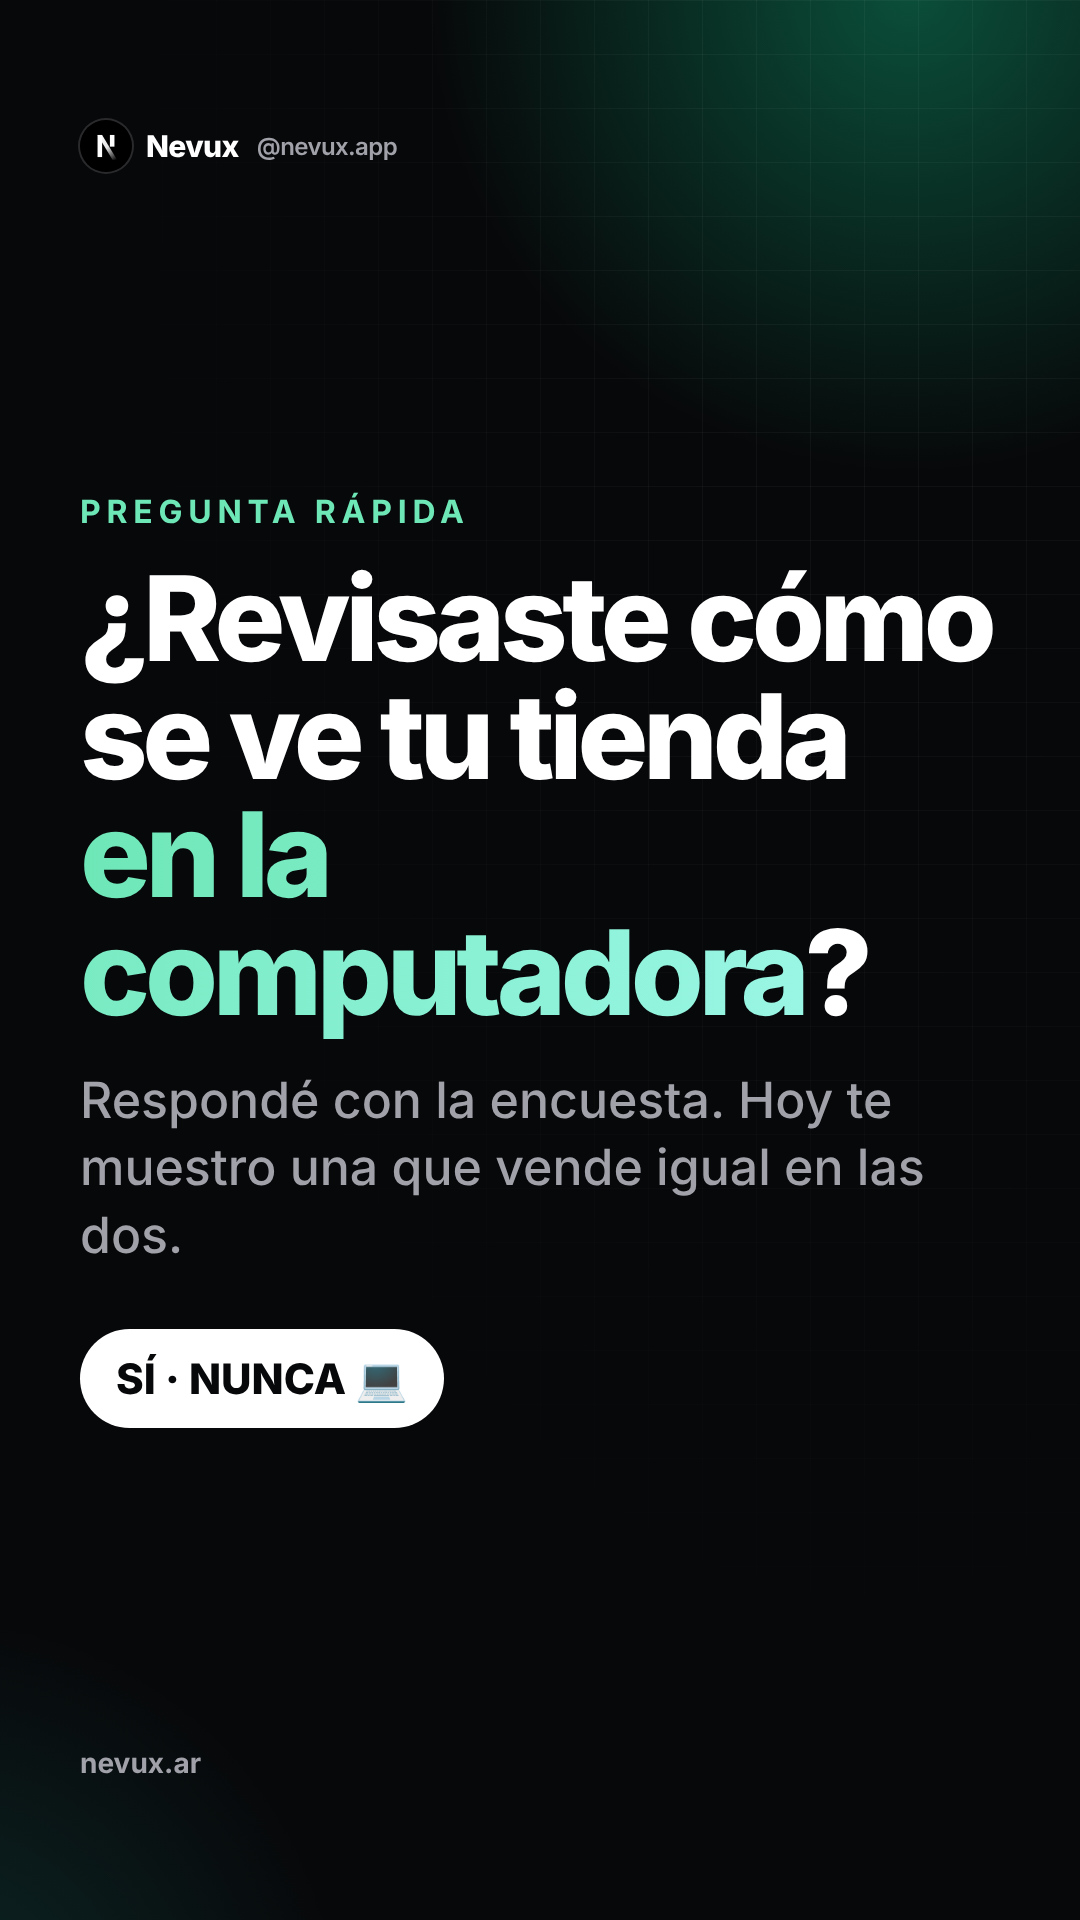 N Nevux @nevux.app
PREGUNTA RÁPIDA
¿Revisaste cómo
se ve tu tienda
en la
computadora?
Respondé con la encuesta. Hoy te
muestro una que vende igual en las
dos.
SÍ · NUNCA 💻
nevux.ar